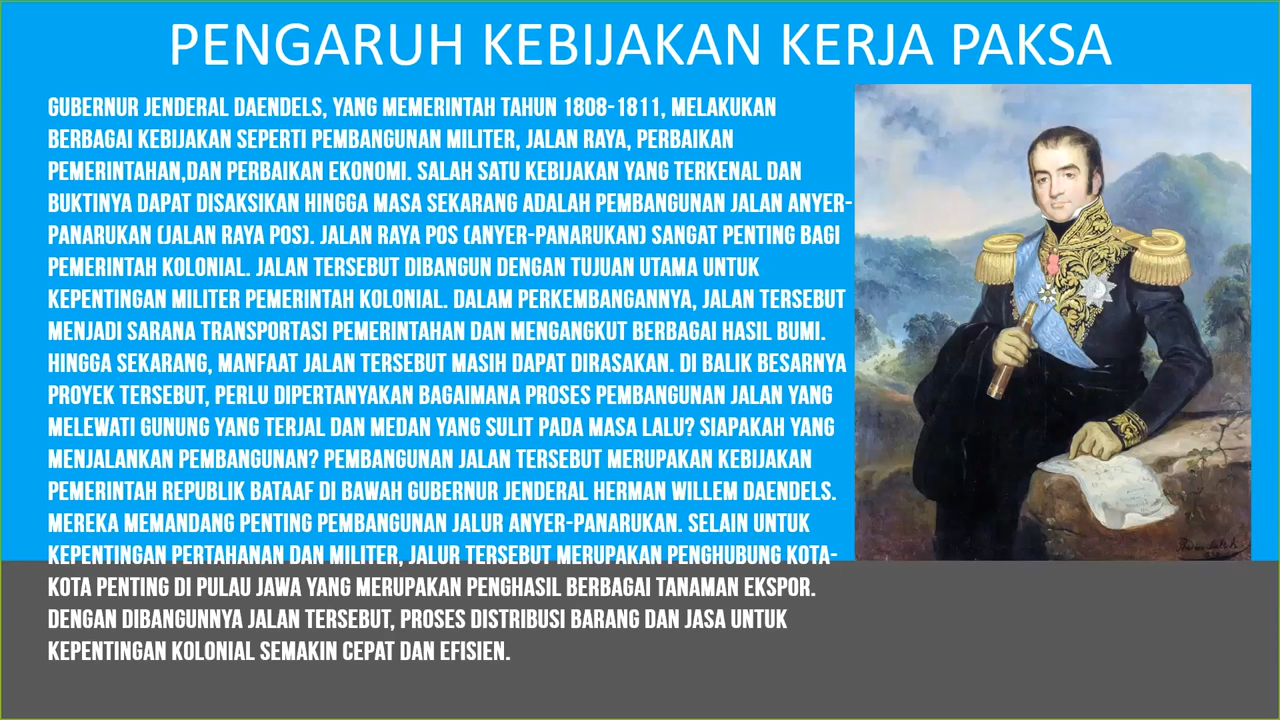 PENGARUH KEBIJAKAN KERJA PAKSA
GUBERNUR JENDERAL DAENDELS, YANG MEMERINTAH TAHUN 1808-1811, MELAKUKAN
BERBAGAI KEBIJAKAN SEPERTI PEMBANGUNAN MILITER, JALAN RAYA, PERBAIKAN
PEMERINTAHAN,DAN PERBAIKAN EKONOMI. SALAH SATU KEBIJAKAN YANG TERKENAL DAN
BUKTINYA DAPAT DISAKSIKAN HINGGA MASA SEKARANG ADALAH PEMBANGUNAN JALAN ANYER-
PANARUKAN (JALAN RAYA POS). JALAN RAYA POS (ANYER-PANARUKAN) SANGAT PENTING BAGI
PEMERINTAH KOLONIAL. JALAN TERSEBUT DIBANGUN DENGAN TUJUAN UTAMA UNTUK
KEPENTINGAN MILITER PEMERINTAH KOLONIAL. DALAM PERKEMBANGANNYA, JALAN TERSEBUT
MENJADI SARANA TRANSPORTASI PEMERINTAHAN DAN MENGANGKUT BERBAGAI HASIL BUMI.
HINGGA SEKARANG, MANFAAT JALAN TERSEBUT MASIH DAPAT DIRASAKAN. DI BALIK BESARNYA
PROYEK TERSEBUT, PERLU DIPERTANYAKAN BAGAIMANA PROSES PEMBANGUNAN JALAN YANG
MELEWATI GUNUNG YANG TERJAL DAN MEDAN YANG SULIT PADA MASA LALU? SIAPAKAH YANG
MENJALANKAN PEMBANGUNAN? PEMBANGUNAN JALAN TERSEBUT MERUPAKAN KEBIJAKAN
PEMERINTAH REPUBLIK BATAAF DI BAWAH GUBERNUR JENDERAL HERMAN WILLEM DAENDELS.
MEREKA MEMANDANG PENTING PEMBANGUNAN JALUR ANYER-PANARUKAN. SELAIN UNTUK
KEPENTINGAN PERTAHANAN DAN MILITER, JALUR TERSEBUT MERUPAKAN PENGHUBUNG KOTA-
KOTA PENTING DI PULAU JAWA YANG MERUPAKAN PENGHASIL BERBAGAI TANAMAN EKSPOR.
DENGAN DIBANGUNNYA JALAN TERSEBUT, PROSES DISTRIBUSI BARANG DAN JASA UNTUK
KEPENTINGAN KOLONIAL SEMAKIN CEPAT DAN EFISIEN.